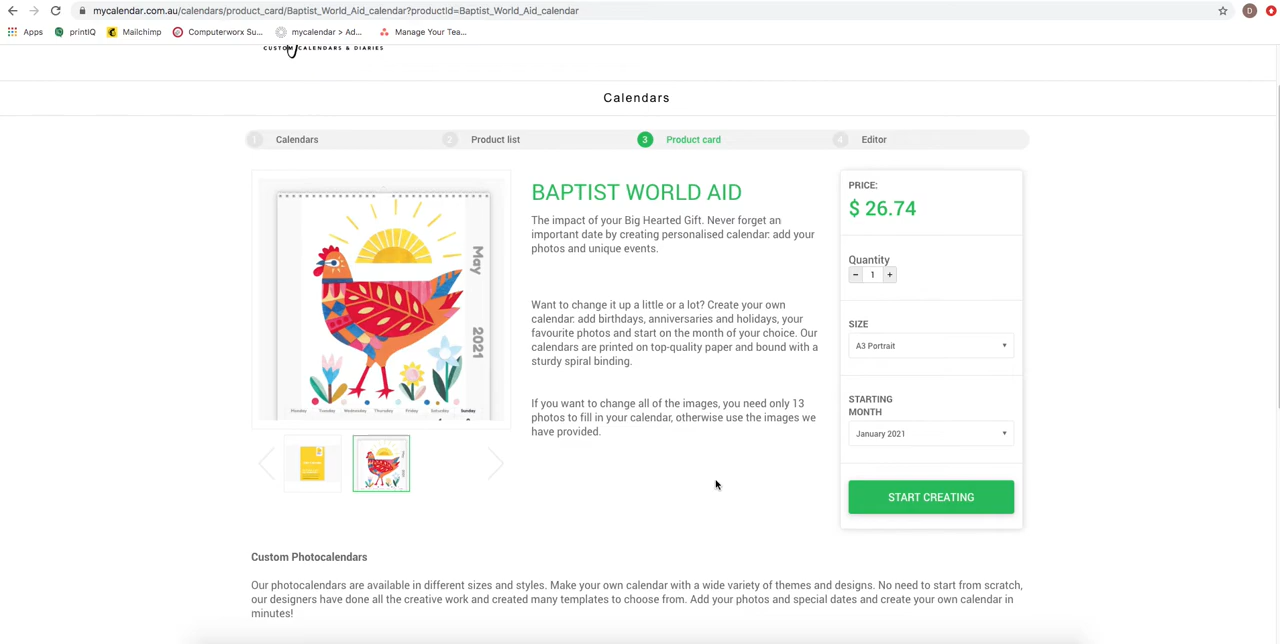 mycalendar.com.au/calendars/product_card/Baptist_World_Aid_calendar?productId=Baptist_World_Aid_calendar
D
Apps printIQ Mailchimp Computerworx Su... mycalendar > Ad... Manage Your Tea...
CUSTOM CALENDARS & DIARIES
Calendars
1 Calendars 2 Product list 3 Product card 4 Editor
May
2021
Monday Tuesday Wednesday Thursday Friday Saturday Sunday
BAPTIST WORLD AID
The impact of your Big Hearted Gift. Never forget an
important date by creating personalised calendar: add your
photos and unique events.
Want to change it up a little or a lot? Create your own
calendar: add birthdays, anniversaries and holidays, your
favourite photos and start on the month of your choice. Our
calendars are printed on top-quality paper and bound with a
sturdy spiral binding.
If you want to change all of the images, you need only 13
photos to fill in your calendar, otherwise use the images we
have provided.
PRICE:
$ 26.74
Quantity
- 1 +
SIZE
A3 Portrait
STARTING
MONTH
January 2021
START CREATING
Custom Photocalendars
Our photocalendars are available in different sizes and styles. Make your own calendar with a wide variety of themes and designs. No need to start from scratch,
our designers have done all the creative work and created many templates to choose from. Add your photos and special dates and create your own calendar in
minutes!